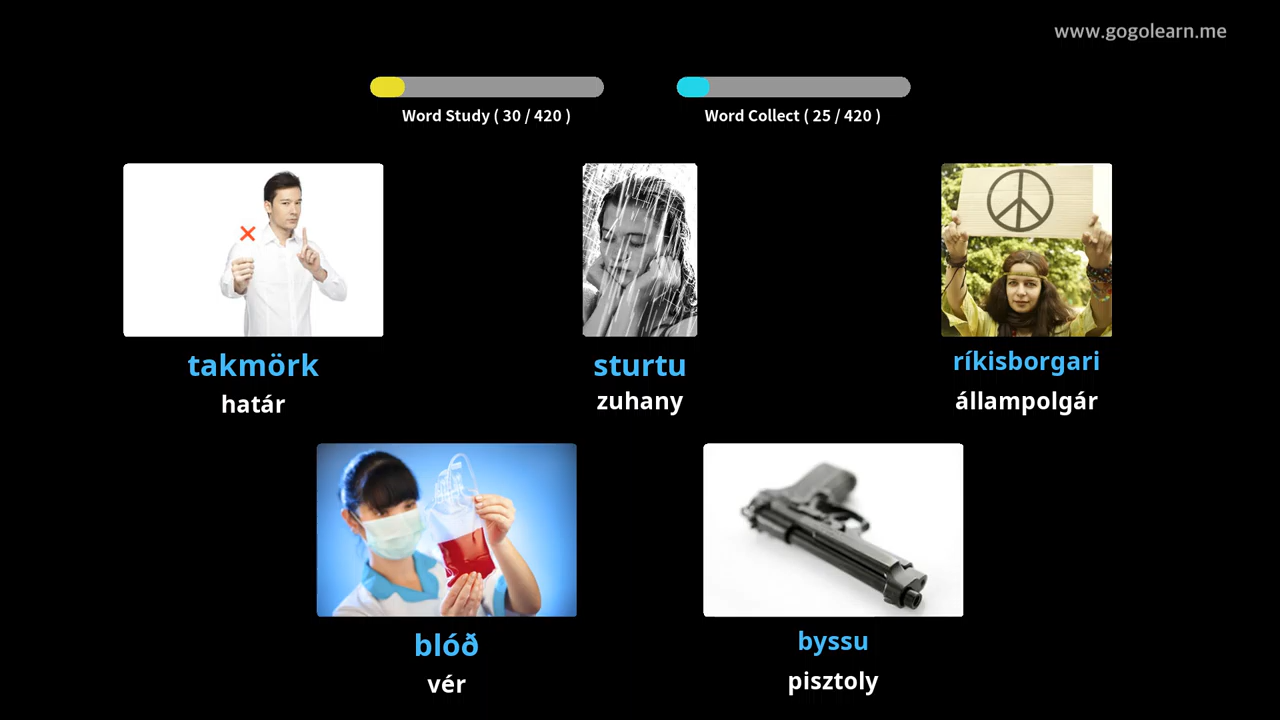 www.gogolearn.me
Word Study ( 30 / 420 )
Word Collect ( 25 / 420 )
takmörk
határ
sturtu
zuhany
ríkisborgari
állampolgár
blóð
vér
byssu
pisztoly